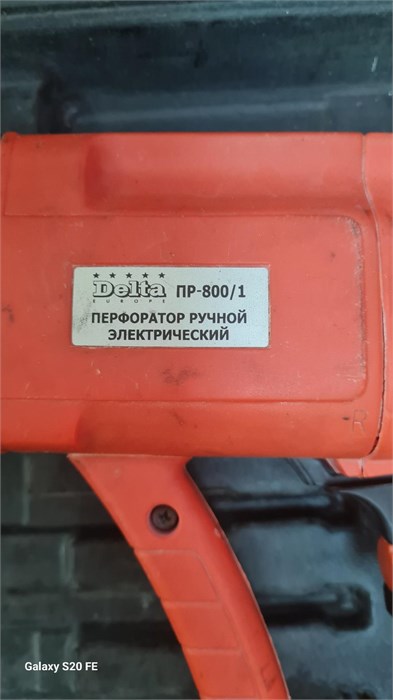 Delta ПР-800/1
EUROPE
ПЕРФОРАТОР РУЧНОЙ
ЭЛЕКТРИЧЕСКИЙ
R
Galaxy S20 FE